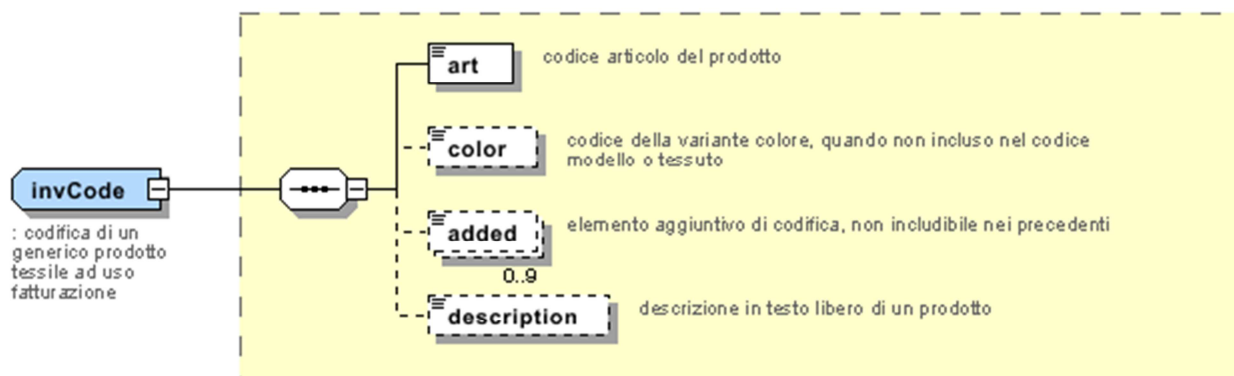 art
codice articolo del prodotto
color
codice della variante colore, quando non incluso nel codice
modello o tessuto
invCode
: codifica di un
generico prodotto
tessile ad uso
fatturazione
added
elemento aggiuntivo di codifica, non includibile nei precedenti
0..9
description
descrizione in testo libero di un prodotto